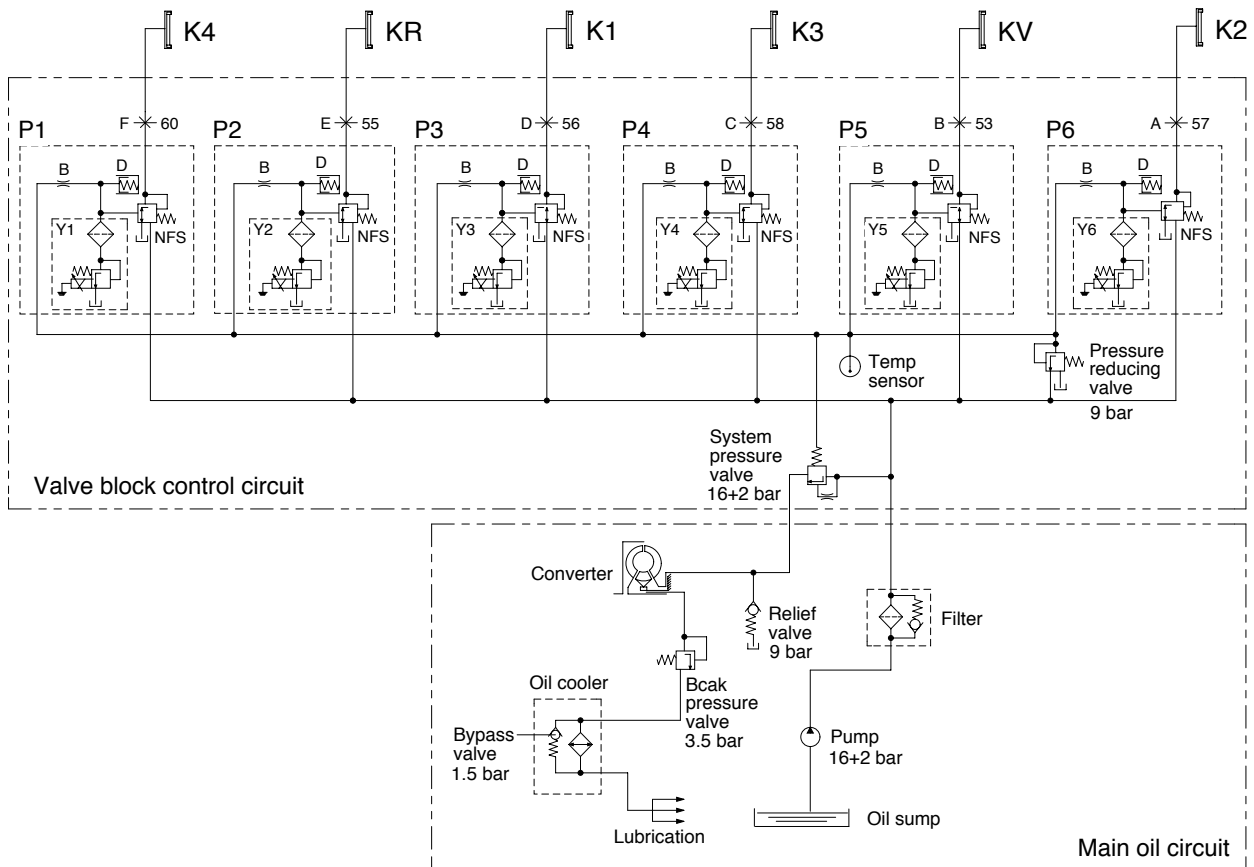 K4
KR
K1
K3
KV
K2
P1
F
60
P2
E
55
P3
D
56
P4
C
58
P5
B
53
P6
A
57
B
D
B
D
B
D
B
D
B
D
B
D
Y1
NFS
Y2
NFS
Y3
NFS
Y4
NFS
Y5
NFS
Y6
NFS
Temp
sensor
Pressure
reducing
valve
9 bar
System
pressure
valve
16+2 bar
Valve block control circuit
Converter
Relief
valve
9 bar
Filter
Oil cooler
Bcak
pressure
valve
3.5 bar
Bypass
valve
1.5 bar
Pump
16+2 bar
Lubrication
Oil sump
Main oil circuit